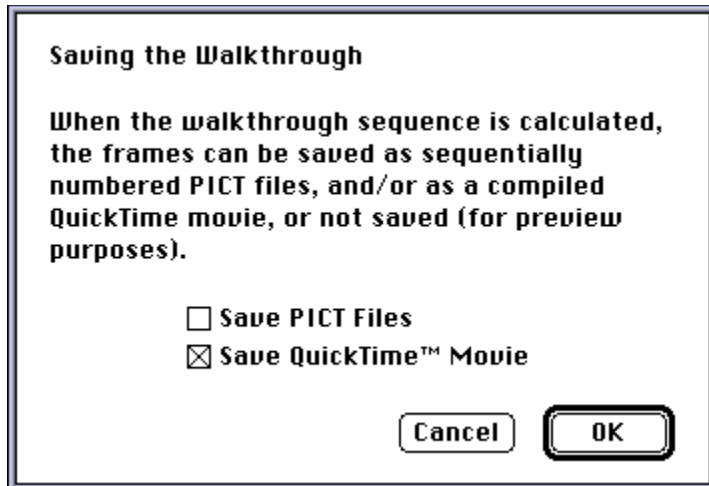 Saving the Walkthrough
When the walkthrough sequence is calculated,
the frames can be saved as sequentially
numbered PICT files, and/or as a compiled
QuickTime movie, or not saved (for preview
purposes).
Save PICT Files
Save QuickTime™ Movie
Cancel OK